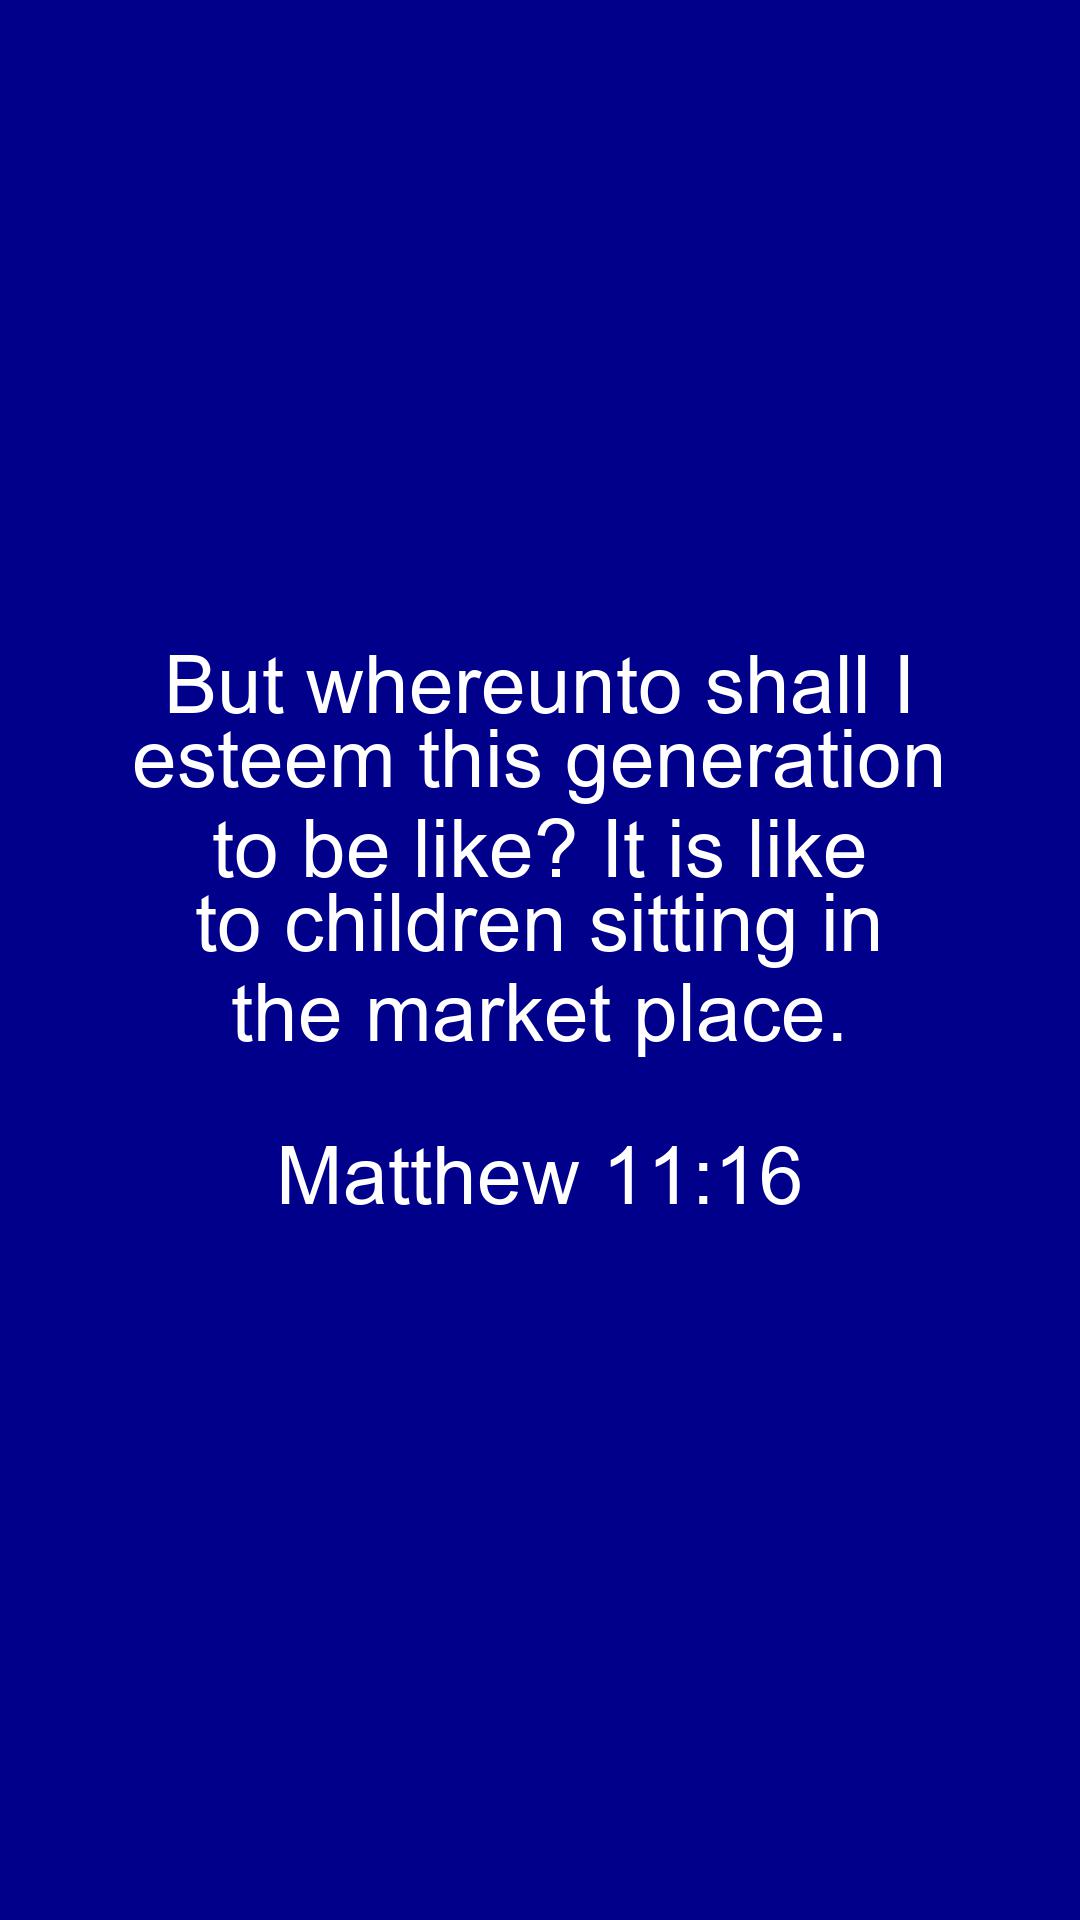 But whereunto shall I
esteem this generation
to be like? It is like
to children sitting in
the market place.
Matthew 11:16